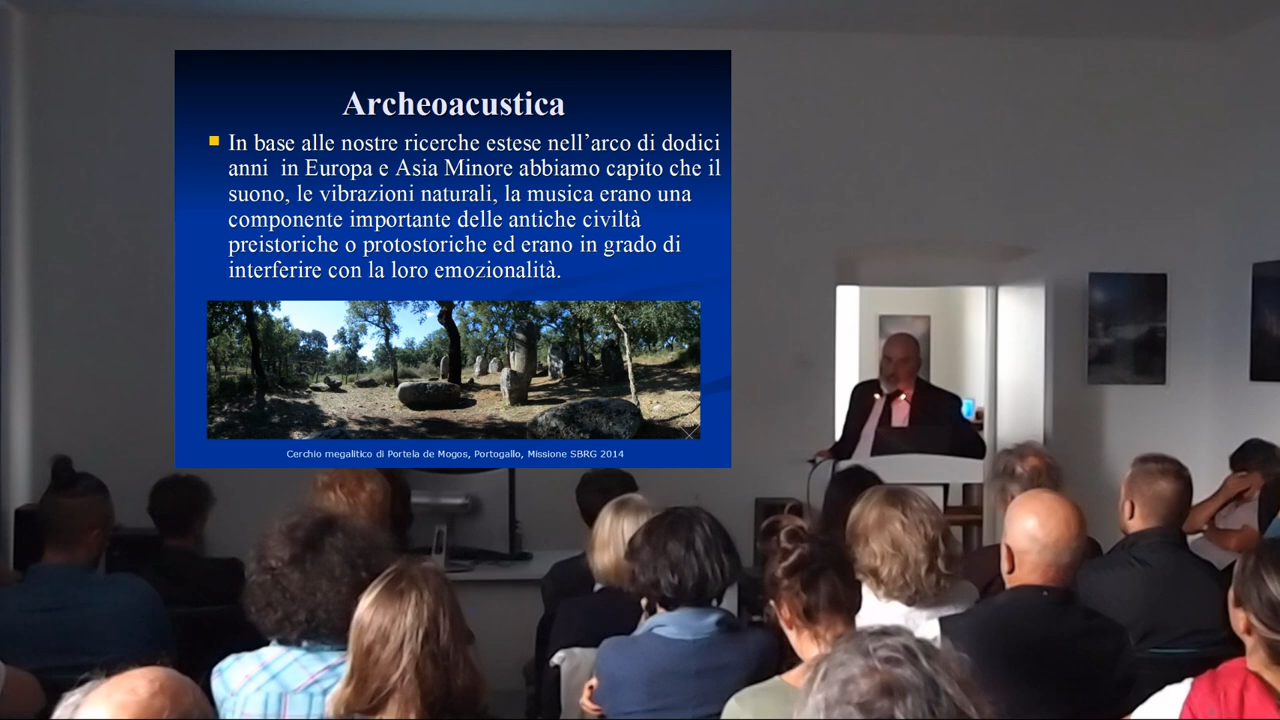 Archeoacustica
In base alle nostre ricerche estese nell’arco di dodici
anni  in Europa e Asia Minore abbiamo capito che il
suono, le vibrazioni naturali, la musica erano una
componente importante delle antiche civiltà
preistoriche o protostoriche ed erano in grado di
interferire con la loro emozionalità.
Cerchio megalitico di Portela de Mogos, Portogallo, Missione SBRG 2014